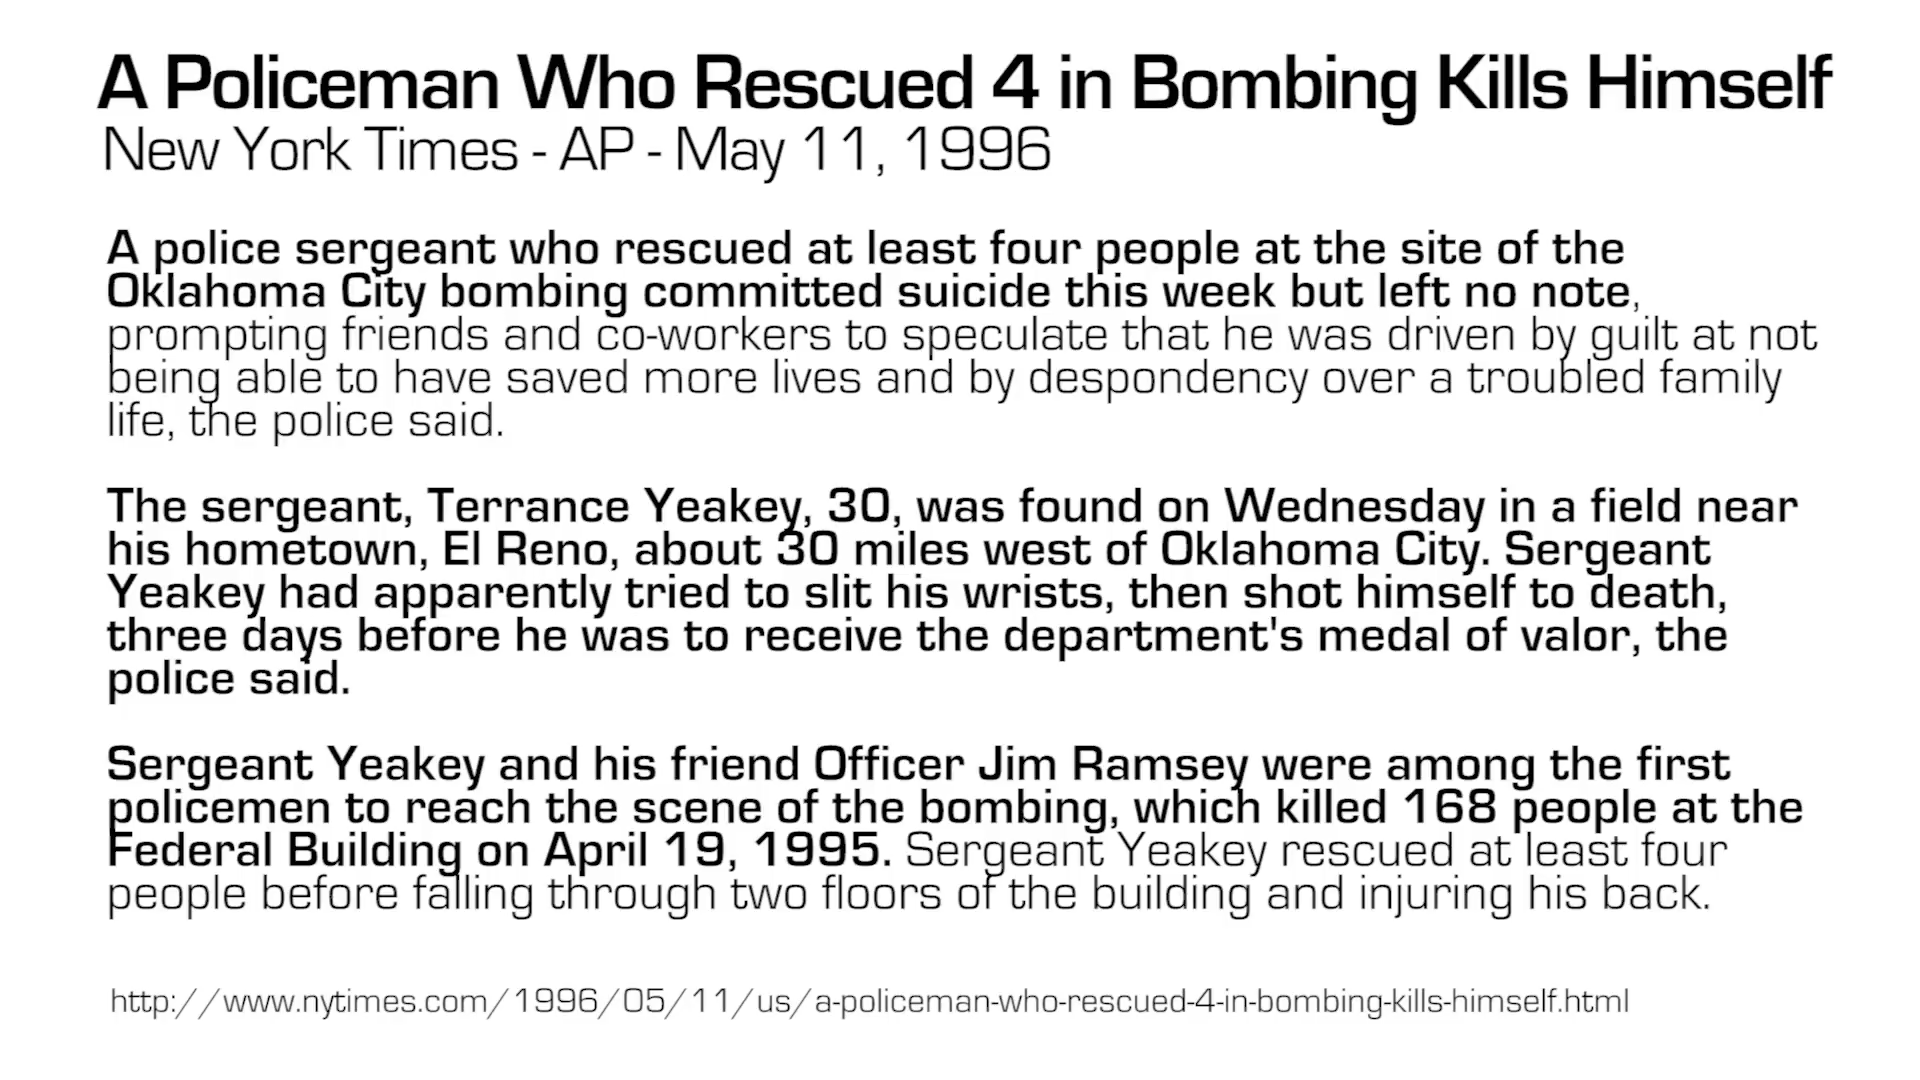 A Policeman Who Rescued 4 in Bombing Kills Himself
New York Times - AP - May 11, 1996
A police sergeant who rescued at least four people at the site of the
Oklahoma City bombing committed suicide this week but left no note,
prompting friends and co-workers to speculate that he was driven by guilt at not
being able to have saved more lives and by despondency over a troubled family
life, the police said.
The sergeant, Terrance Yeakey, 30, was found on Wednesday in a field near
his hometown, El Reno, about 30 miles west of Oklahoma City. Sergeant
Yeakey had apparently tried to slit his wrists, then shot himself to death,
three days before he was to receive the department's medal of valor, the
police said.
Sergeant Yeakey and his friend Officer Jim Ramsey were among the first
policemen to reach the scene of the bombing, which killed 168 people at the
Federal Building on April 19, 1995. Sergeant Yeakey rescued at least four
people before falling through two floors of the building and injuring his back.
http://www.nytimes.com/1996/05/11/us/a-policeman-who-rescued-4-in-bombing-kills-himself.html